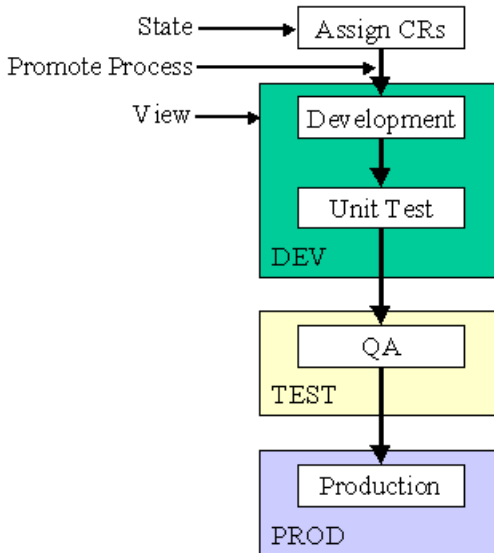 State
Assign CRs
Promote Process
View
Development
Unit Test
DEV
QA
TEST
Production
PROD